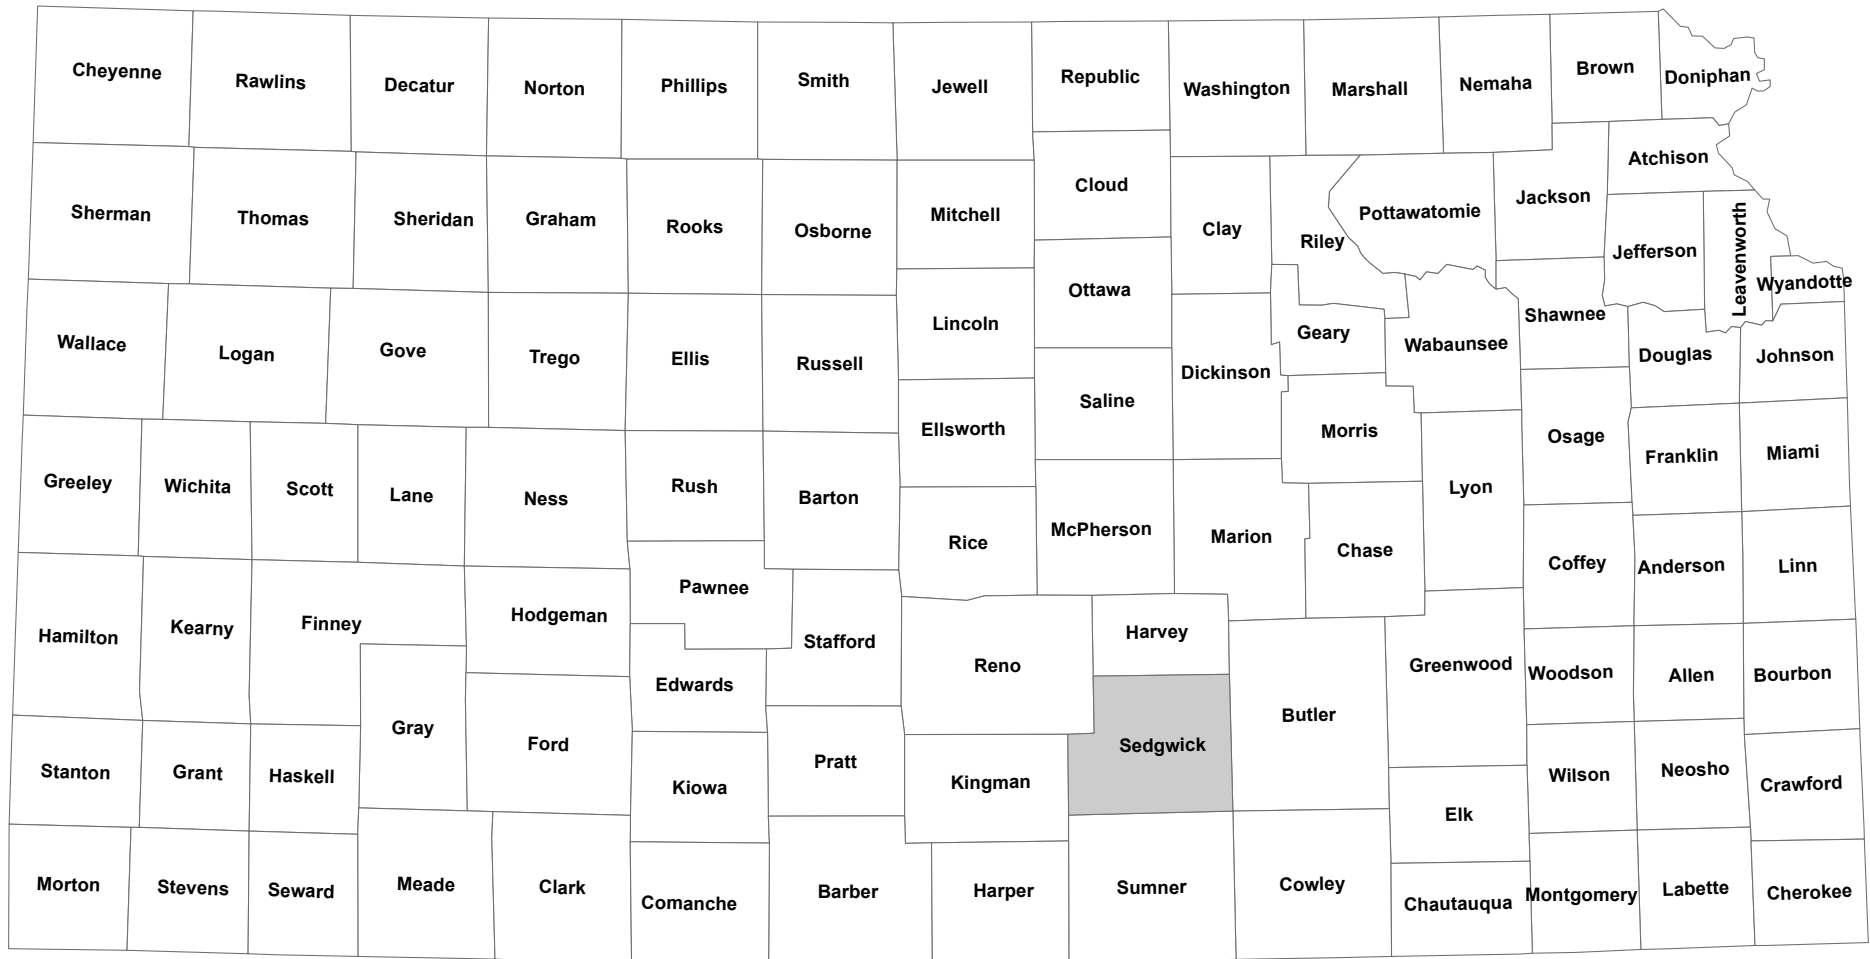 Cheyenne
Rawlins
Decatur
Norton
Phillips
Smith
Jewell
Republic
Washington
Marshall
Nemaha
Brown
Doniphan
Sherman
Thomas
Sheridan
Graham
Rooks
Osborne
Mitchell
Cloud
Clay
Riley
Pottawatomie
Jackson
Atchison
Jefferson
Leavenworth
Wyandotte
Wallace
Logan
Gove
Trego
Ellis
Russell
Lincoln
Ottawa
Dickinson
Geary
Wabaunsee
Shawnee
Douglas
Johnson
Ellsworth
Saline
Morris
Osage
Franklin
Miami
Greeley
Wichita
Scott
Lane
Ness
Rush
Barton
Rice
McPherson
Marion
Chase
Lyon
Coffey
Anderson
Linn
Hamilton
Kearny
Finney
Hodgeman
Pawnee
Stafford
Reno
Harvey
Butler
Greenwood
Woodson
Allen
Bourbon
Stanton
Grant
Haskell
Gray
Ford
Edwards
Kiowa
Pratt
Kingman
Sedgwick
Elk
Wilson
Neosho
Crawford
Morton
Stevens
Seward
Meade
Clark
Comanche
Barber
Harper
Sumner
Cowley
Chautauqua
Montgomery
Labette
Cherokee